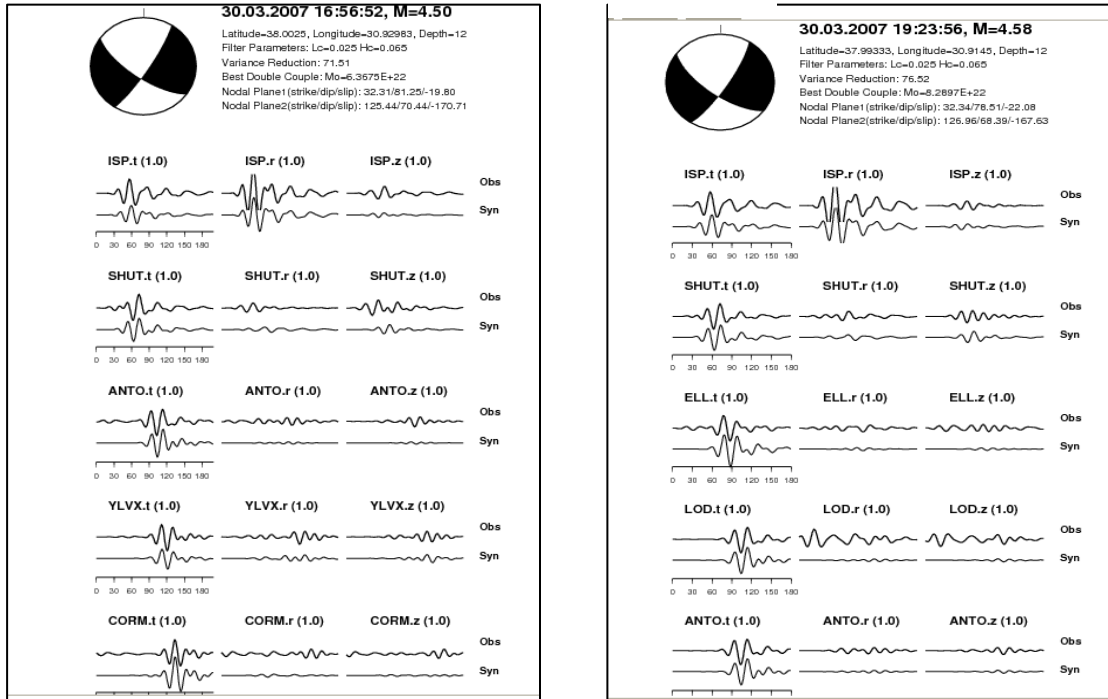 30.03.2007 16:56:52, M=4.50
Latitude=38.0025, Longitude=30.92983, Depth=12
Filter Parameters: Lc=0.025 Hc=0.065
Variance Reduction: 71.51
Best Double Couple: Mo=6.3675E+22
Nodal Plane1(strike/dip/slip): 32.31/81.25/-19.80
Nodal Plane2(strike/dip/slip): 125.44/70.44/-170.71
ISP.t (1.0) ISP.r (1.0) ISP.z (1.0)
Obs
Syn
0 30 60 90 120 150 180
SHUT.t (1.0) SHUT.r (1.0) SHUT.z (1.0)
Obs
Syn
0 30 60 90 120 150 180
ANTO.t (1.0) ANTO.r (1.0) ANTO.z (1.0)
Obs
Syn
0 30 60 90 120 150 180
YLVX.t (1.0) YLVX.r (1.0) YLVX.z (1.0)
Obs
Syn
0 30 60 90 120 150 180
CORM.t (1.0) CORM.r (1.0) CORM.z (1.0)
Obs
Syn
30.03.2007 19:23:56, M=4.58
Latitude=37.99333, Longitude=30.9145, Depth=12
Filter Parameters: Lc=0.025 Hc=0.065
Variance Reduction: 76.52
Best Double Couple: Mo=8.2897E+22
Nodal Plane1(strike/dip/slip): 32.34/78.51/-22.08
Nodal Plane2(strike/dip/slip): 126.96/68.39/-167.63
ISP.t (1.0) ISP.r (1.0) ISP.z (1.0)
Obs
Syn
0 30 60 90 120 150 180
SHUT.t (1.0) SHUT.r (1.0) SHUT.z (1.0)
Obs
Syn
0 30 60 90 120 150 180
ELL.t (1.0) ELL.r (1.0) ELL.z (1.0)
Obs
Syn
0 30 60 90 120 150 180
LOD.t (1.0) LOD.r (1.0) LOD.z (1.0)
Obs
Syn
0 30 60 90 120 150 180
ANTO.t (1.0) ANTO.r (1.0) ANTO.z (1.0)
Obs
Syn